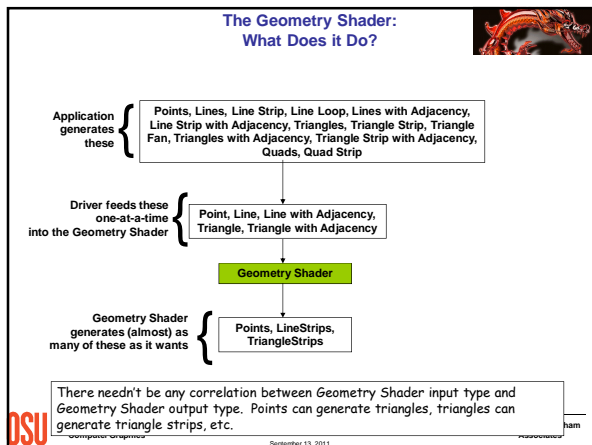 The Geometry Shader:
What Does it Do?
Application
generates
these
Points, Lines, Line Strip, Line Loop, Lines with Adjacency,
Line Strip with Adjacency, Triangles, Triangle Strip, Triangle
Fan, Triangles with Adjacency, Triangle Strip with Adjacency,
Quads, Quad Strip
Driver feeds these
one-at-a-time
into the Geometry Shader
Point, Line, Line with Adjacency,
Triangle, Triangle with Adjacency
Geometry Shader
Geometry Shader
generates (almost) as
many of these as it wants
Points, LineStrips,
TriangleStrips
There needn't be any correlation between Geometry Shader input type and
Geometry Shader output type. Points can generate triangles, triangles can
generate triangle strips, etc.
OSU
ham
Computer Graphics
Associates
September 13, 2011